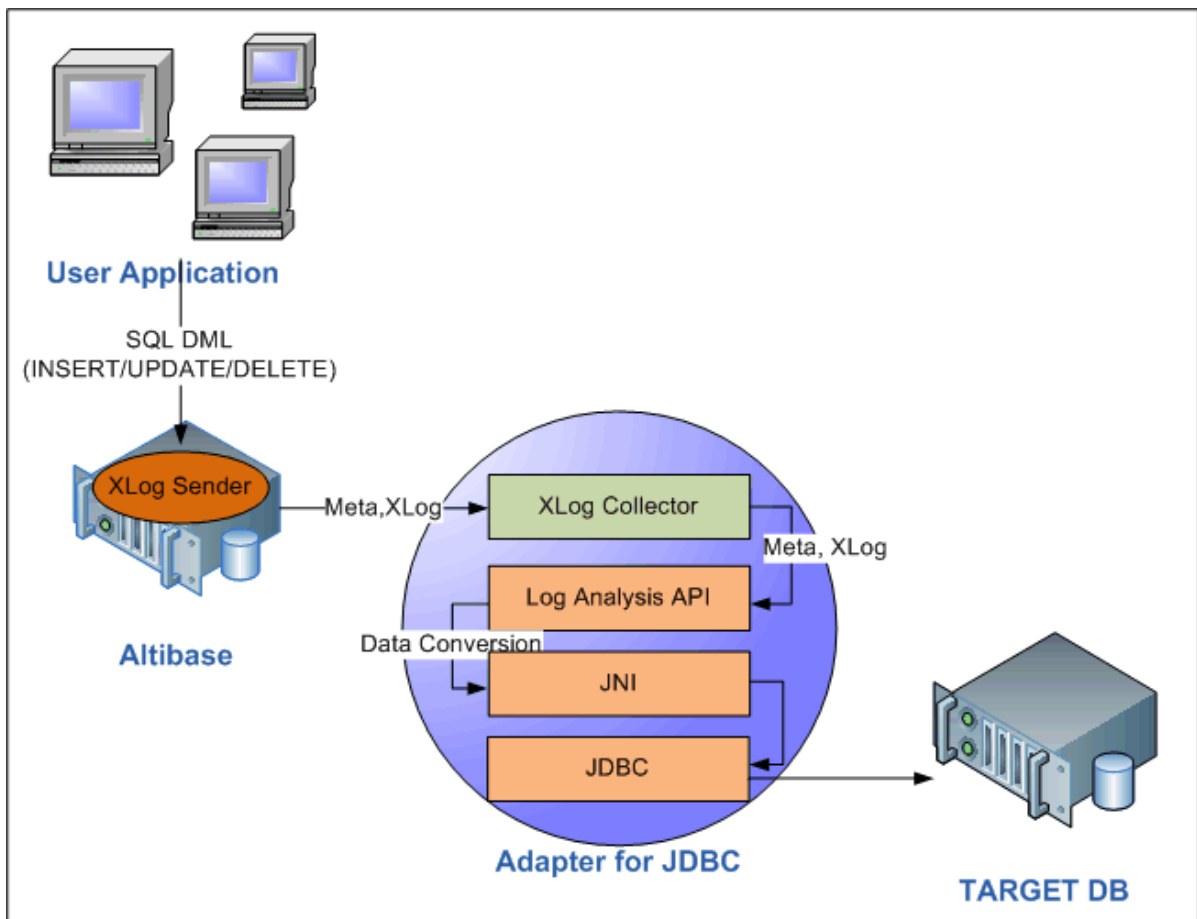 User Application
SQL DML
(INSERT/UPDATE/DELETE)
XLog Sender
Meta,XLog
XLog Collector
Meta, XLog
Log Analysis API
Data Conversion
JNI
JDBC
Altibase
Adapter for JDBC
TARGET DB